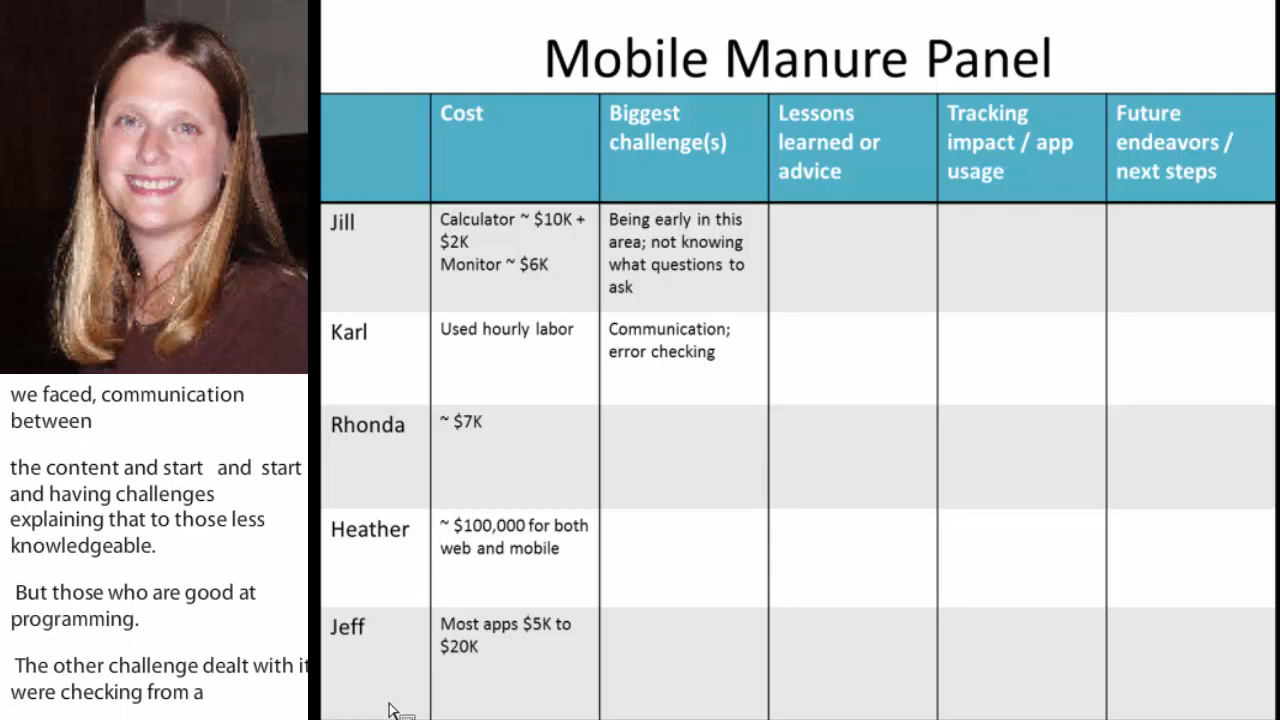 Mobile Manure Panel
Cost
Biggest
challenge(s)
Lessons
learned or
advice
Tracking
impact / app
usage
Future
endeavors /
next steps
Jill
Calculator ~ $10K +
$2K
Monitor ~ $6K
Being early in this
area; not knowing
what questions to
ask
Karl
Used hourly labor
Communication;
error checking
Rhonda
~ $7K
Heather
~ $100,000 for both
web and mobile
Jeff
Most apps $5K to
$20K
we faced, communication
between
the content and start and start
and having challenges
explaining that to those less
knowledgeable.
But those who are good at
programming.
The other challenge dealt with it
were checking from a